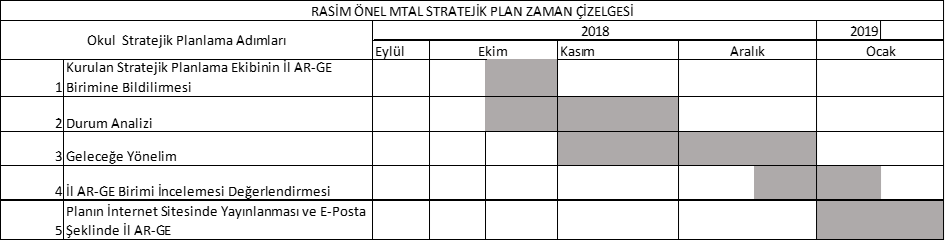 RASİM ÖNEL MTAL STRATEJİK PLAN ZAMAN ÇİZELGESİ
Okul Stratejik Planlama Adımları
2018
2019
Eylül
Ekim
Kasım
Aralık
Ocak
Kurulan Stratejik Planlama Ekibinin İl AR-GE
1 Birimine Bildirilmesi
2 Durum Analizi
3 Geleceğe Yönelim
4 İl AR-GE Birimi İncelemesi Değerlendirmesi
Planın İnternet Sitesinde Yayınlanması ve E-Posta
5 Şeklinde İl AR-GE